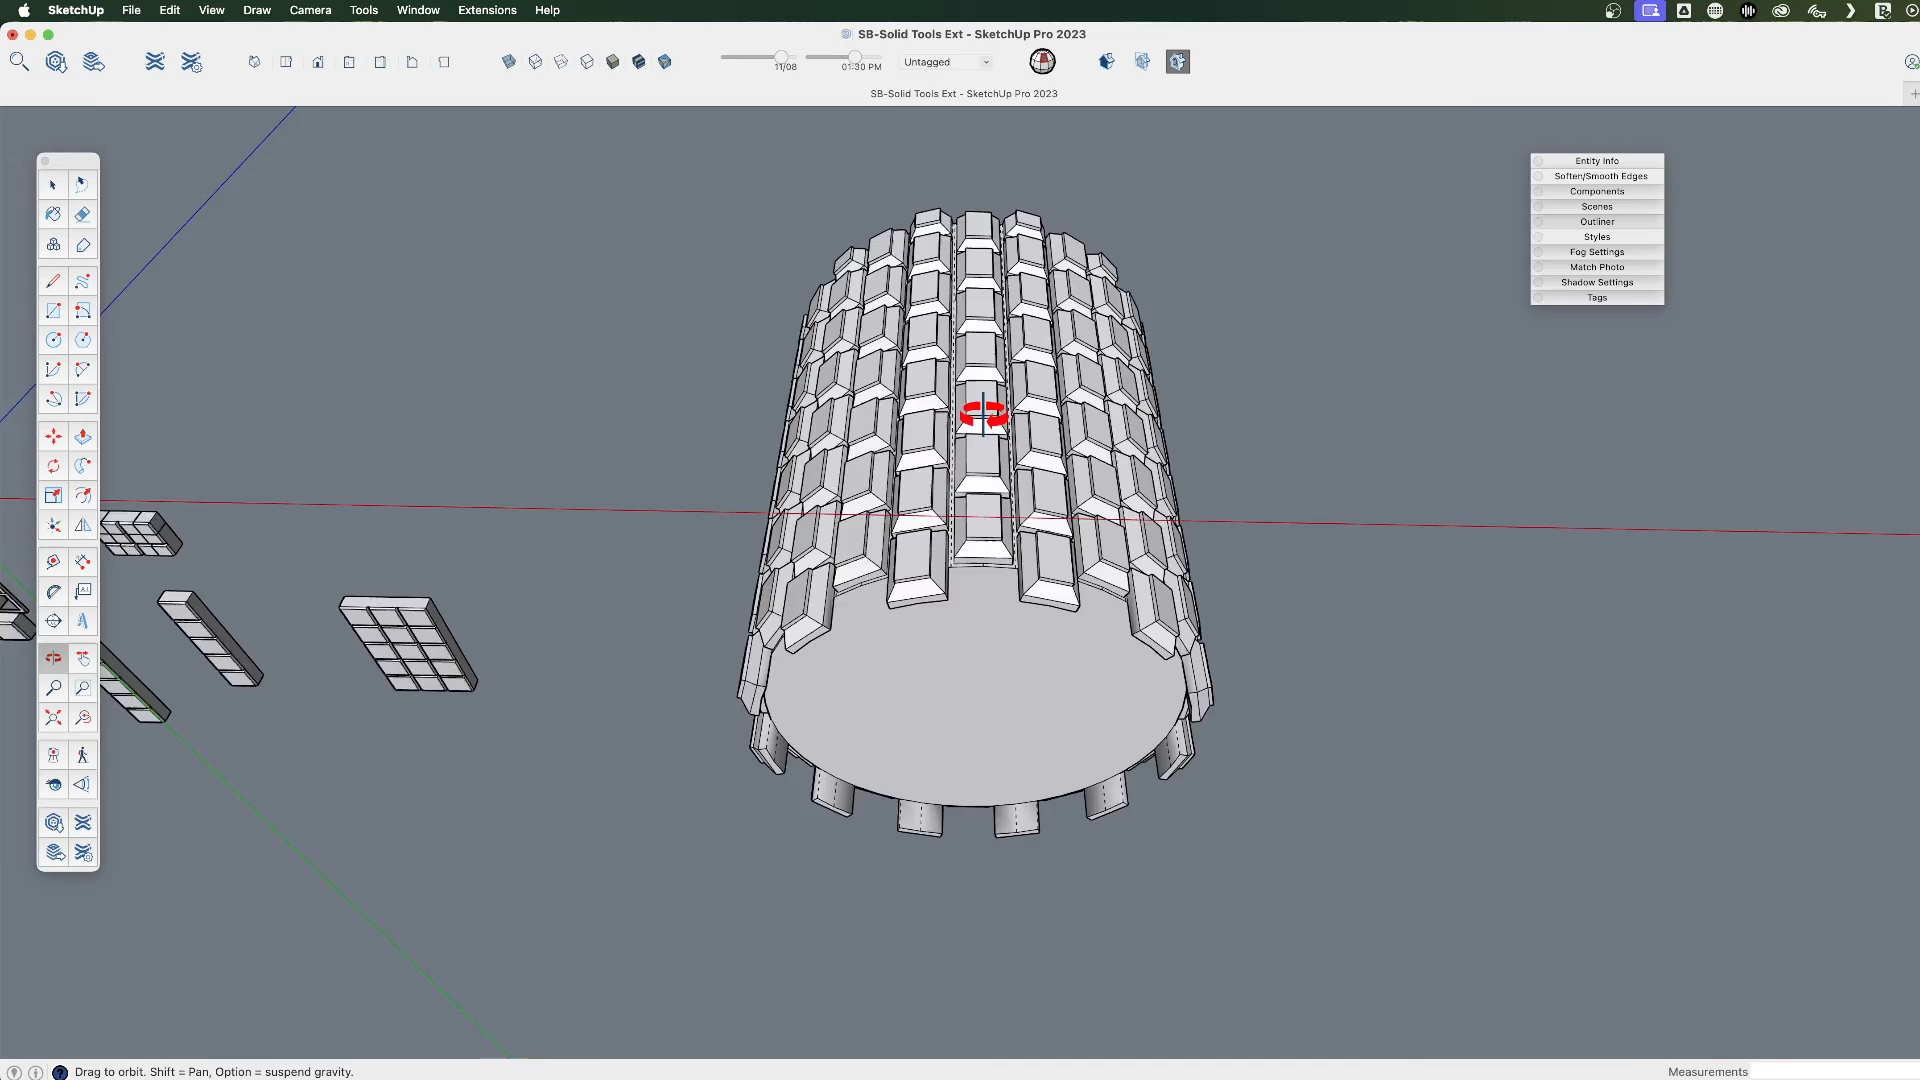 SketchUp File Edit View Draw Camera Tools Window Extensions Help
SB-Solid Tools Ext - SketchUp Pro 2023
11/08 01:30 PM Untagged
SB-Solid Tools Ext - SketchUp Pro 2023
Entity Info
Soften/Smooth Edges
Components
Scenes
Outliner
Styles
Fog Settings
Match Photo
Shadow Settings
Tags
Drag to orbit. Shift = Pan, Option = suspend gravity.
Measurements